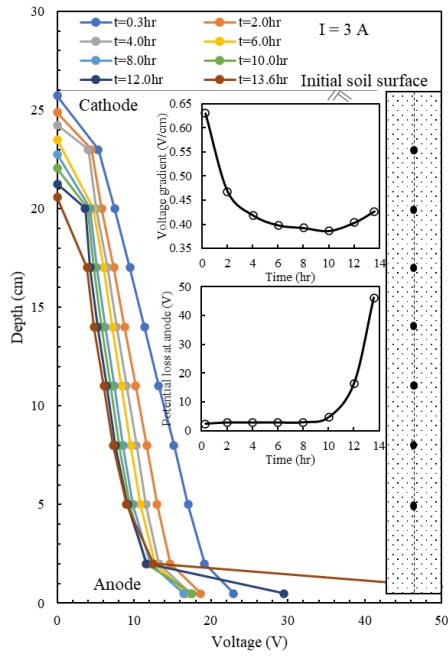 t=0.3hr t=2.0hr I = 3 A
t=4.0hr t=6.0hr
t=8.0hr t=10.0hr
t=12.0hr t=13.6hr
Initial soil surface
Cathode
30
25
20
15
10
5
0
Depth (cm)
0.65
0.60
0.55
0.50
0.45
0.40
0.35
Voltage gradient (V/cm)
0 2 4 6 8 10 12 14
Time (hr)
50
40
30
20
10
0
Potential loss at anode (V)
0 2 4 6 8 10 12 14
Time (hr)
Anode
0 10 20 30 40 50
Voltage (V)